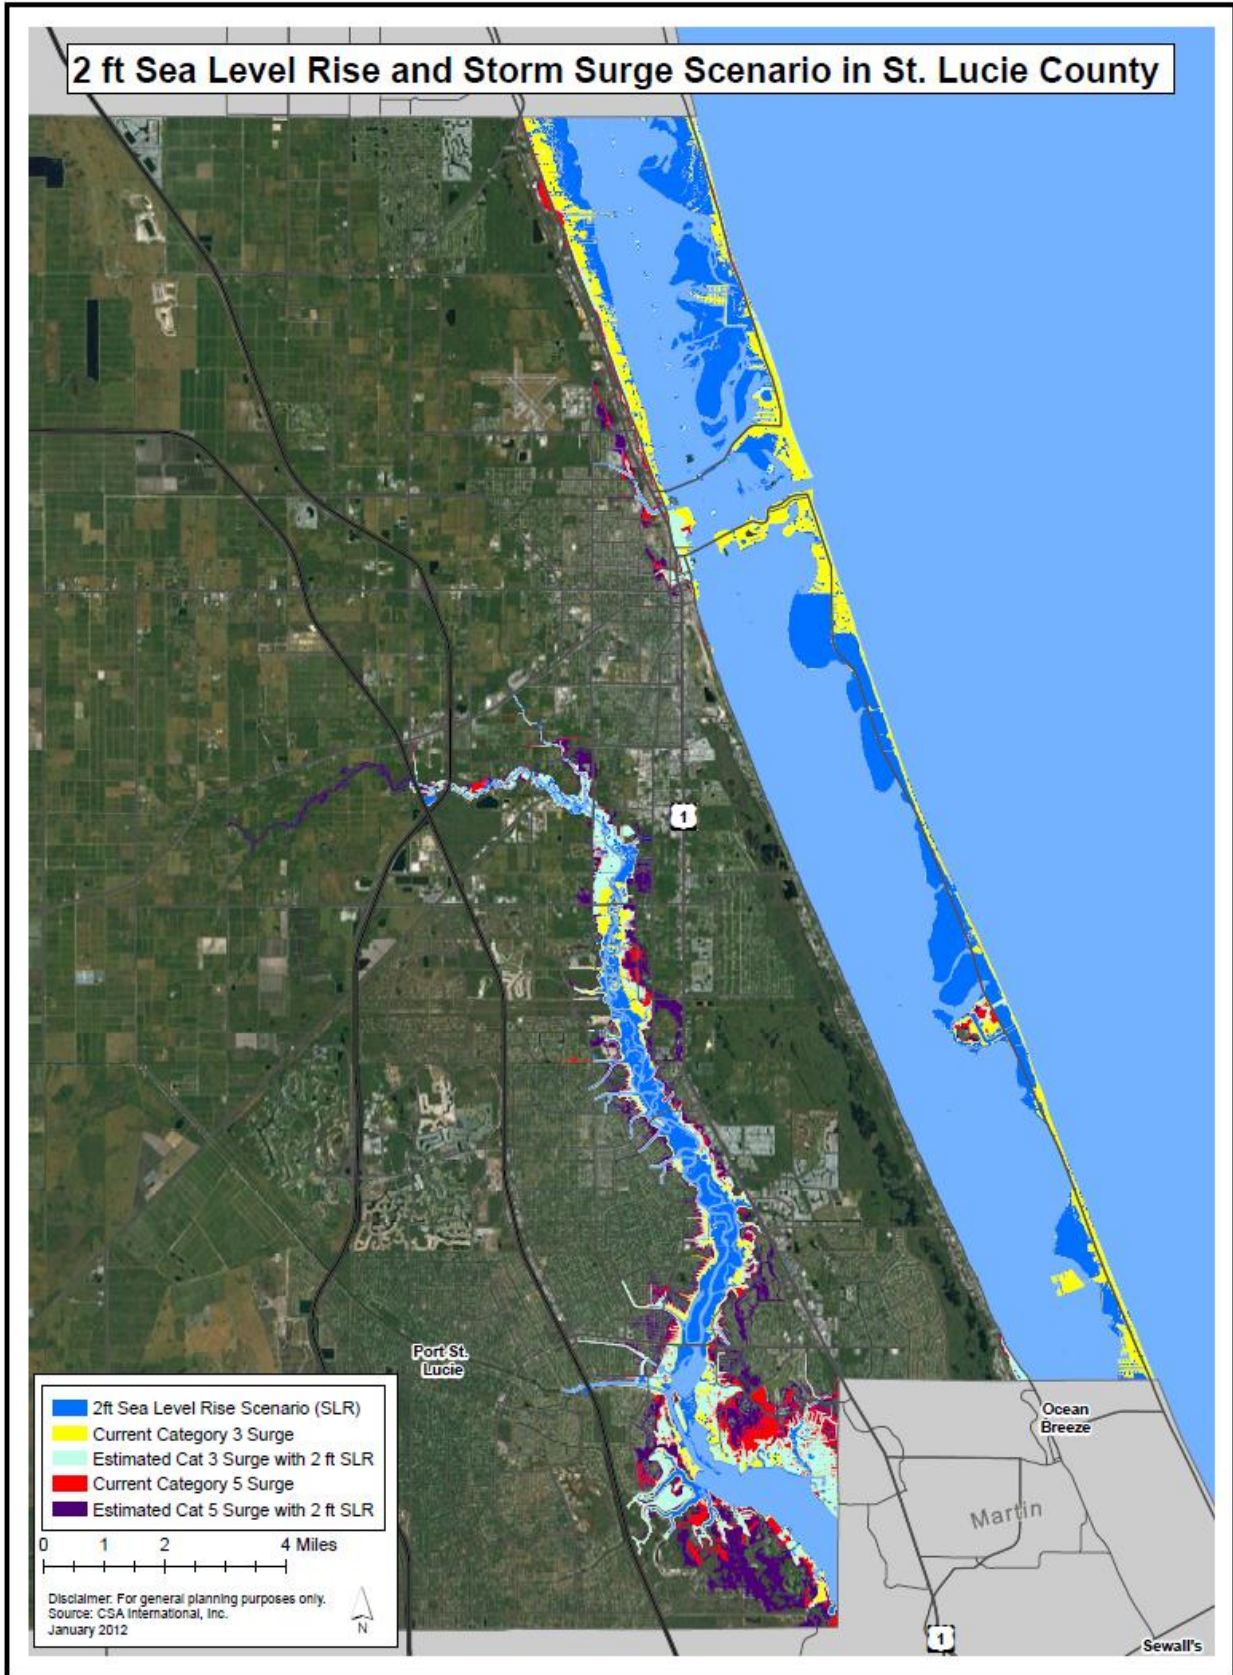 2 ft Sea Level Rise and Storm Surge Scenario in St. Lucie County
1
Port St.
Lucie
2ft Sea Level Rise Scenario (SLR)
Current Category 3 Surge
Estimated Cat 3 Surge with 2 ft SLR
Current Category 5 Surge
Estimated Cat 5 Surge with 2 ft SLR
0 1 2 4 Miles
Disclaimer: For general planning purposes only.
Source: CSA International, Inc.
January 2012
N
Ocean
Breeze
Martin
1
Sewall's